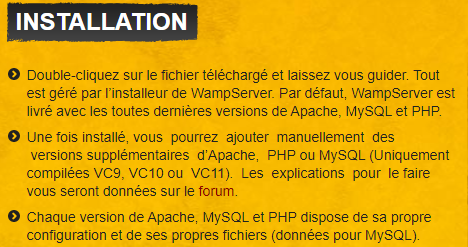 INSTALLATION
Double-cliquez sur le fichier téléchargé et laissez vous guider. Tout
est géré par l'installeur de WampServer. Par défaut, WampServer est
livré avec les toutes dernières versions de Apache, MySQL et PHP.
Une fois installé, vous pourrez ajouter manuellement des
versions supplémentaires d'Apache, PHP ou MySQL (Uniquement
compilées VC9, VC10 ou VC11). Les explications pour le faire
vous seront données sur le forum.
Chaque version de Apache, MySQL et PHP dispose de sa propre
configuration et de ses propres fichiers (données pour MySQL).